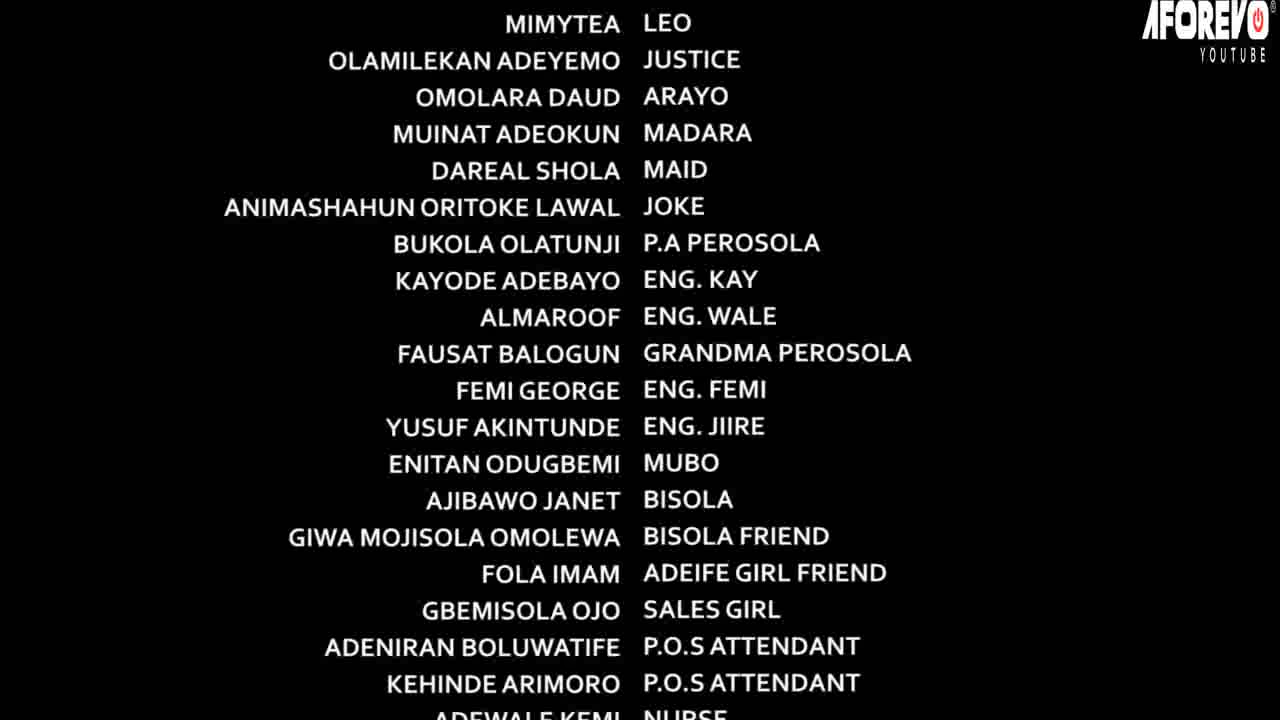 AFOREVO
YOUTUBE
MIMYTEA LEO
OLAMILEKAN ADEYEMO JUSTICE
OMOLARA DAUD ARAYO
MUINAT ADEOKUN MADARA
DAREAL SHOLA MAID
ANIMASHAHUN ORITOKE LAWAL JOKE
BUKOLA OLATUNJI P.A PEROSOLA
KAYODE ADEBAYO ENG. KAY
ALMAROOF ENG. WALE
FAUSAT BALOGUN GRANDMA PEROSOLA
FEMI GEORGE ENG. FEMI
YUSUF AKINTUNDE ENG. JIIRE
ENITAN ODUGBEMI MUBO
AJIBAWO JANET BISOLA
GIWA MOJISOLA OMOLEWA BISOLA FRIEND
FOLA IMAM ADEIFE GIRL FRIEND
GBEMISOLA OJO SALES GIRL
ADENIRAN BOLUWATIFE P.O.S ATTENDANT
KEHINDE ARIMORO P.O.S ATTENDANT
ADEWALE KEMI NURSE